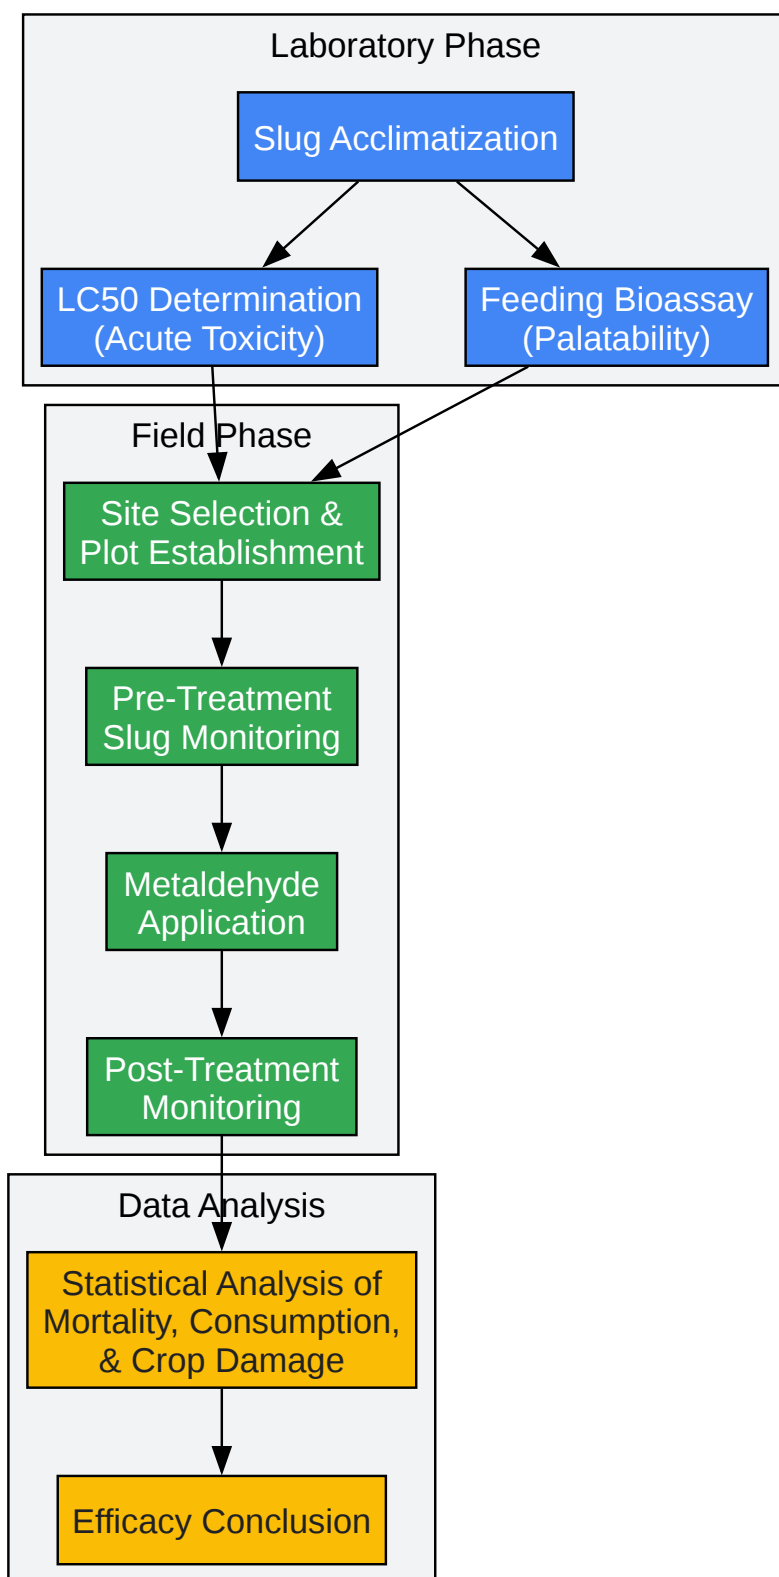 Laboratory Phase
Slug Acclimatization
LC50 Determination
(Acute Toxicity)
Feeding Bioassay
(Palatability)
Field Phase
Site Selection &
Plot Establishment
Pre-Treatment
Slug Monitoring
Metaldehyde
Application
Post-Treatment
Monitoring
Data Analysis
Statistical Analysis of
Mortality, Consumption,
& Crop Damage
Efficacy Conclusion